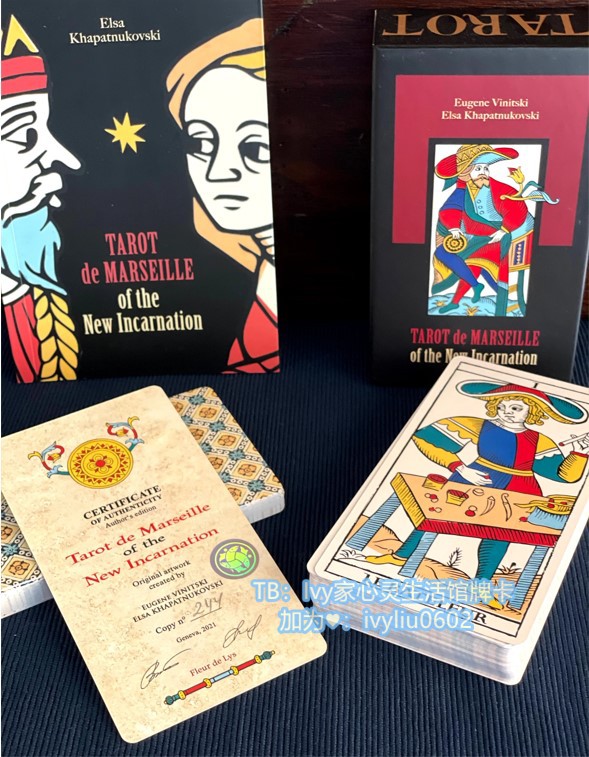 Elsa
Khapatnukovski
TAROT
de MARSEILLE
of the
New Incarnation
TAROT
Eugene Vinitski
Elsa Khapatnukovski
TAROT de MARSEILLE
of the New Incarnation
CERTIFICATE
OF AUTHENTICITY
Author's edition
Tarot de Marseille
of the
New Incarnation
Original artwork
created by
EUGENE VINITSKI
ELSA KHAPATNUKOVSKI
Copy nº 244
Geneva, 2021
Fleur de Lys
I
TB：Ivy家心灵生活馆牌卡
加为❤：ivyliu0602